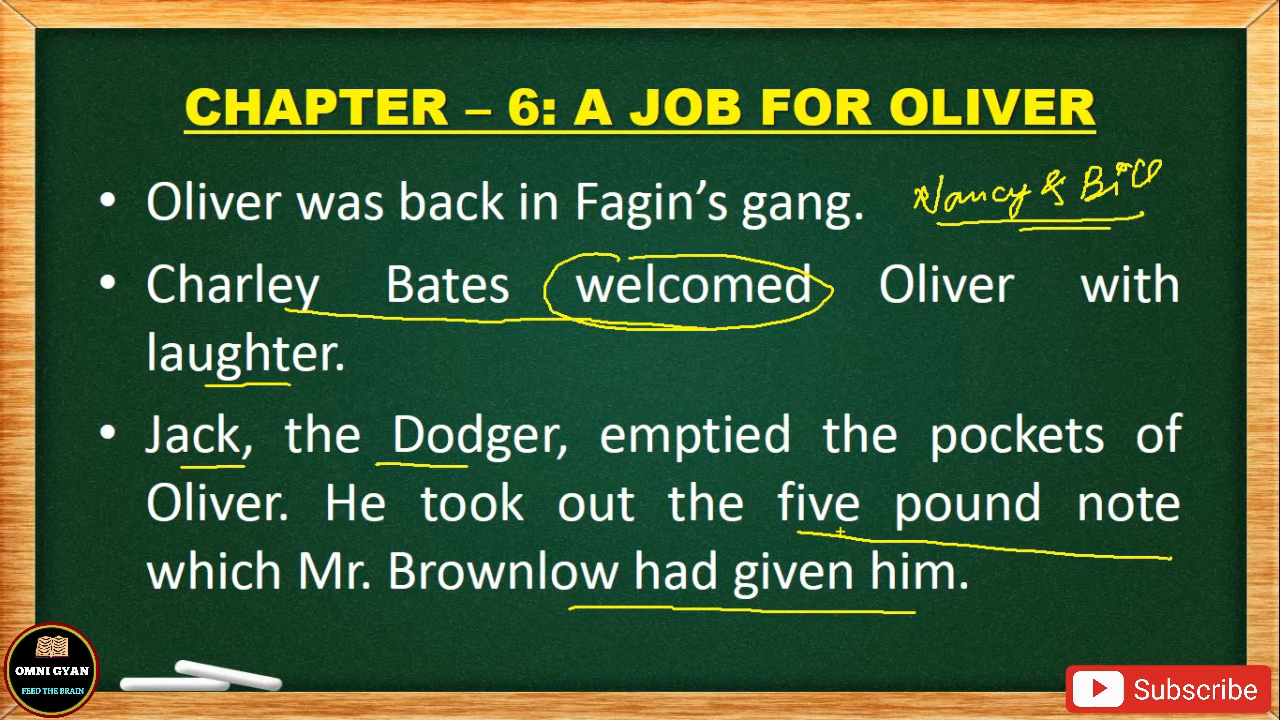 CHAPTER – 6: A JOB FOR OLIVER
• Oliver was back in Fagin’s gang. Nancy & Bill
• Charley Bates welcomed Oliver with
laughter.
• Jack, the Dodger, emptied the pockets of
Oliver. He took out the five pound note
which Mr. Brownlow had given him.
OMNI GYAN
FEED THE BRAIN
Subscribe